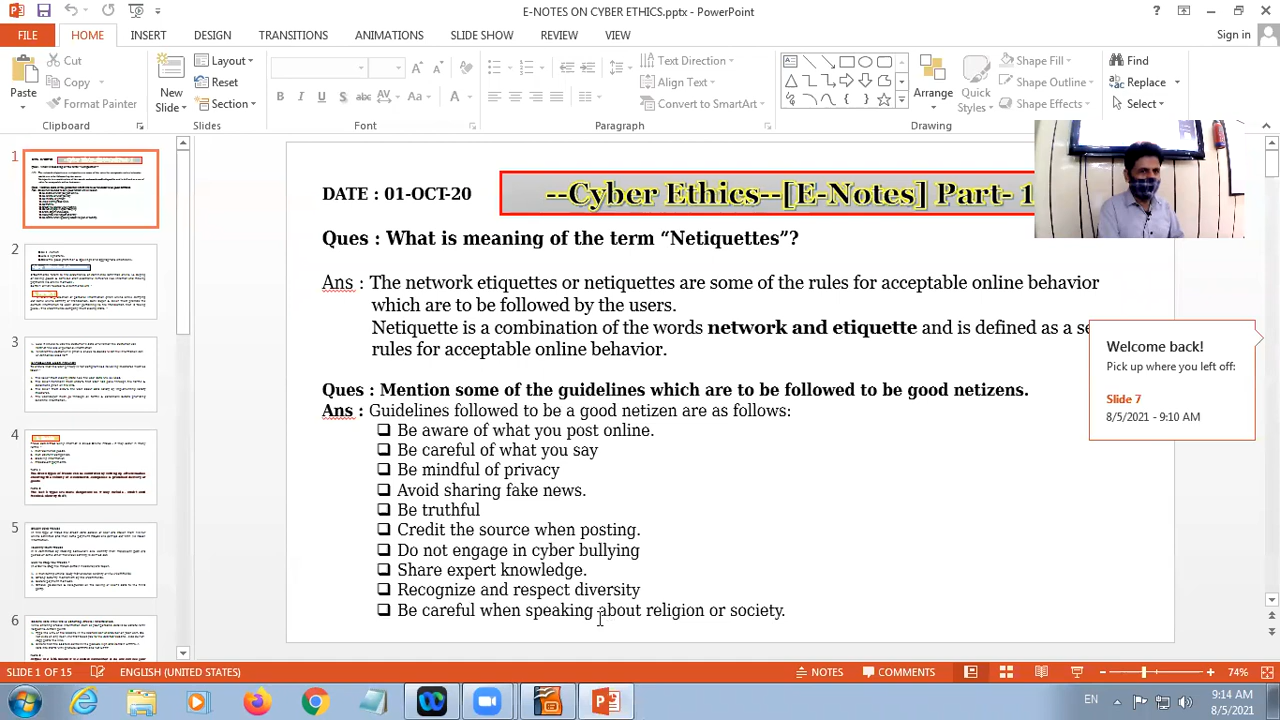 E-NOTES ON CYBER ETHICS.pptx - PowerPoint
FILE HOME INSERT DESIGN TRANSITIONS ANIMATIONS SLIDE SHOW REVIEW VIEW Sign in
Paste Cut Copy Format Painter
Clipboard
New Slide Layout Reset Section
Slides
Font
Text Direction Align Text Convert to SmartArt
Paragraph
Arrange Quick Styles Shape Fill Shape Outline Shape Effects
Drawing
Find Replace Select
1
2
3
4
5
6
DATE : 01-OCT-20
--Cyber Ethics--[E-Notes] Part- 1
Ques : What is meaning of the term “Netiquettes”?
Ans : The network etiquettes or netiquettes are some of the rules for acceptable online behavior
which are to be followed by the users.
Netiquette is a combination of the words network and etiquette and is defined as a se
rules for acceptable online behavior.
Ques : Mention some of the guidelines which are to be followed to be good netizens.
Ans : Guidelines followed to be a good netizen are as follows:
Be aware of what you post online.
Be careful of what you say
Be mindful of privacy
Avoid sharing fake news.
Be truthful
Credit the source when posting.
Do not engage in cyber bullying
Share expert knowledge.
Recognize and respect diversity
Be careful when speaking about religion or society.
Welcome back!
Pick up where you left off:
Slide 7
8/5/2021 - 9:10 AM
SLIDE 1 OF 15 ENGLISH (UNITED STATES) NOTES COMMENTS 74%
EN 9:14 AM
8/5/2021